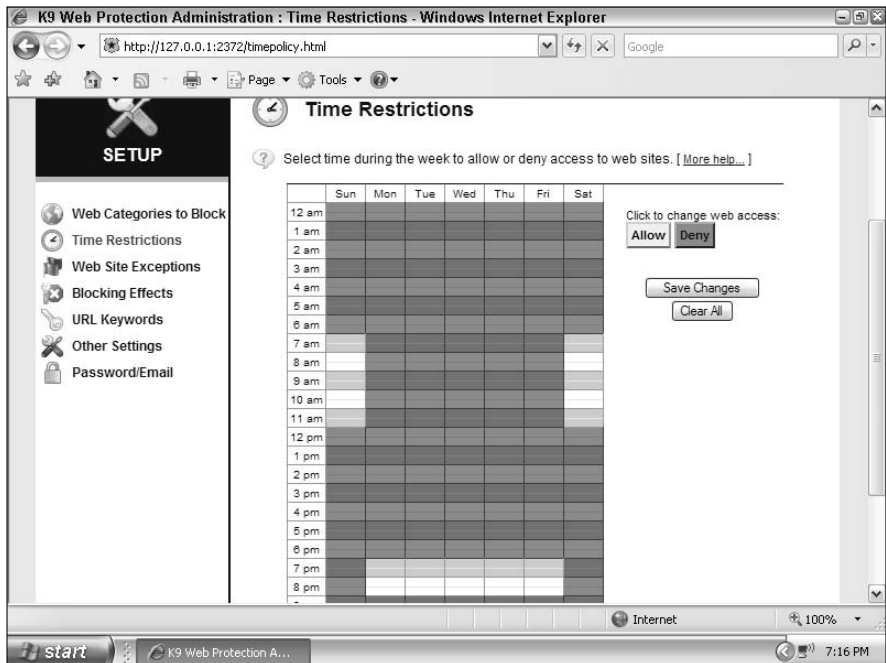 K9 Web Protection Administration : Time Restrictions - Windows Internet Explorer
http://127.0.0.1:2372/timepolicy.html
Google
Page
Tools
SETUP
Web Categories to Block
Time Restrictions
Web Site Exceptions
Blocking Effects
URL Keywords
Other Settings
Password/Email
Time Restrictions
Select time during the week to allow or deny access to web sites. [ More help... ]
Sun Mon Tue Wed Thu Fri Sat
12 am
1 am
2 am
3 am
4 am
5 am
6 am
7 am
8 am
9 am
10 am
11 am
12 pm
1 pm
2 pm
3 pm
4 pm
5 pm
6 pm
7 pm
8 pm
Click to change web access:
Allow Deny
Save Changes
Clear All
Internet
100%
start
K9 Web Protection A...
7:16 PM